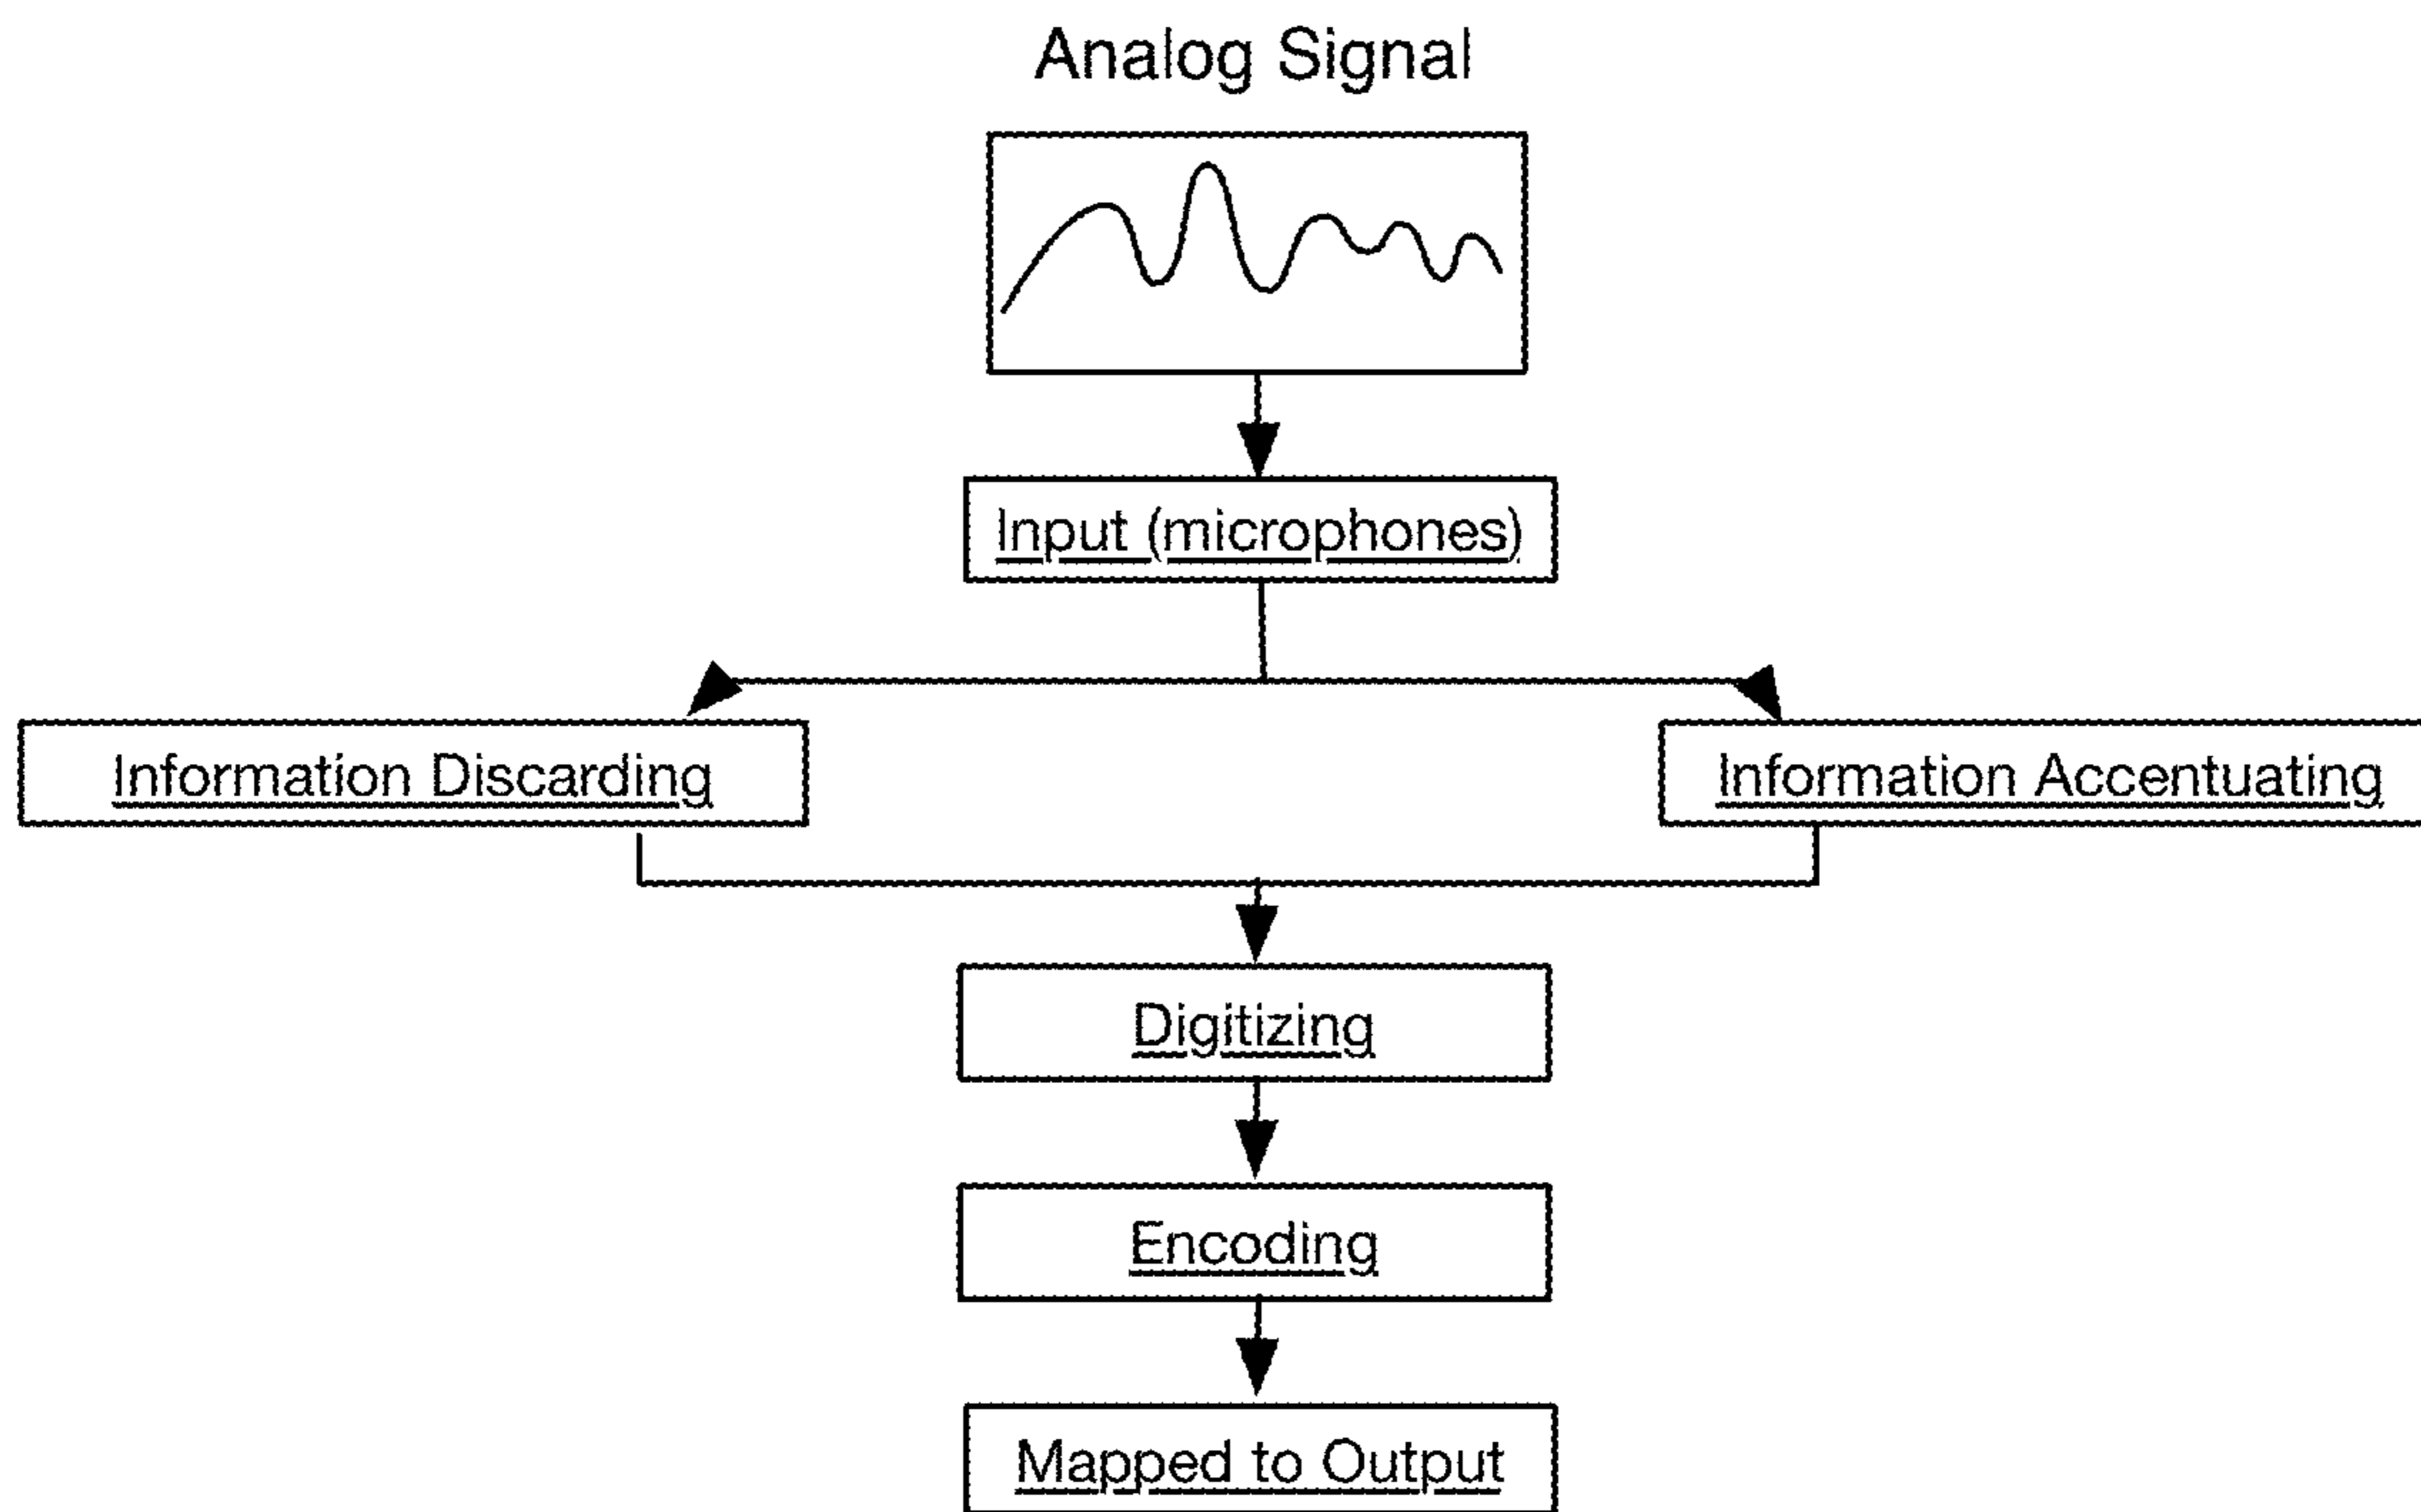 Analog Signal
Input (microphones)
Information Discarding
Information Accentuating
Digitizing
Encoding
Mapped to Output